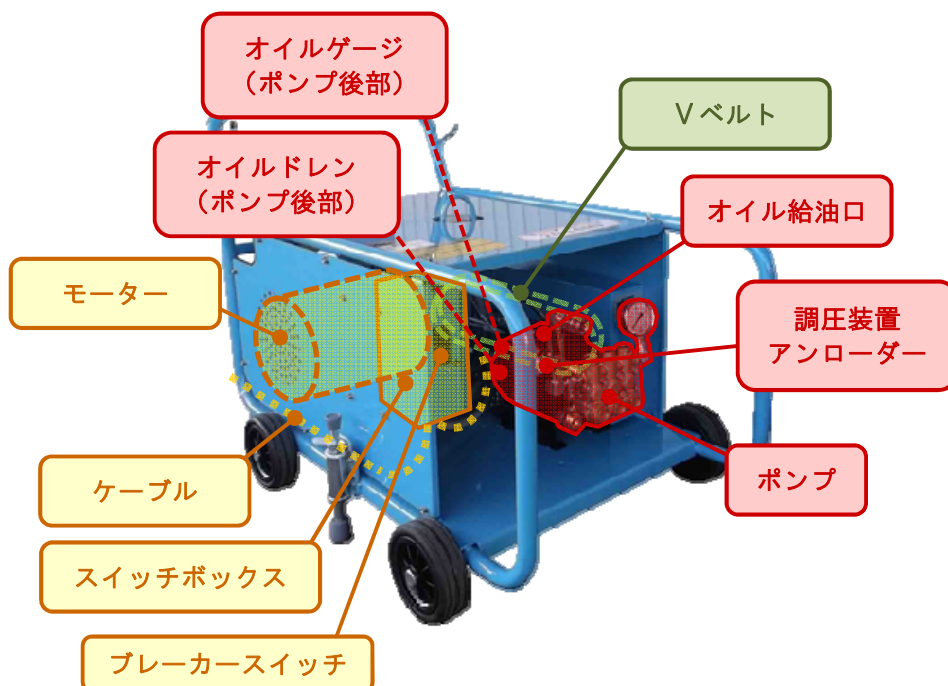 オイルゲージ
（ポンプ後部）
Ｖベルト
オイルドレン
（ポンプ後部）
オイル給油口
モーター
調圧装置
アンローダー
ケーブル
ポンプ
スイッチボックス
ブレーカースイッチ